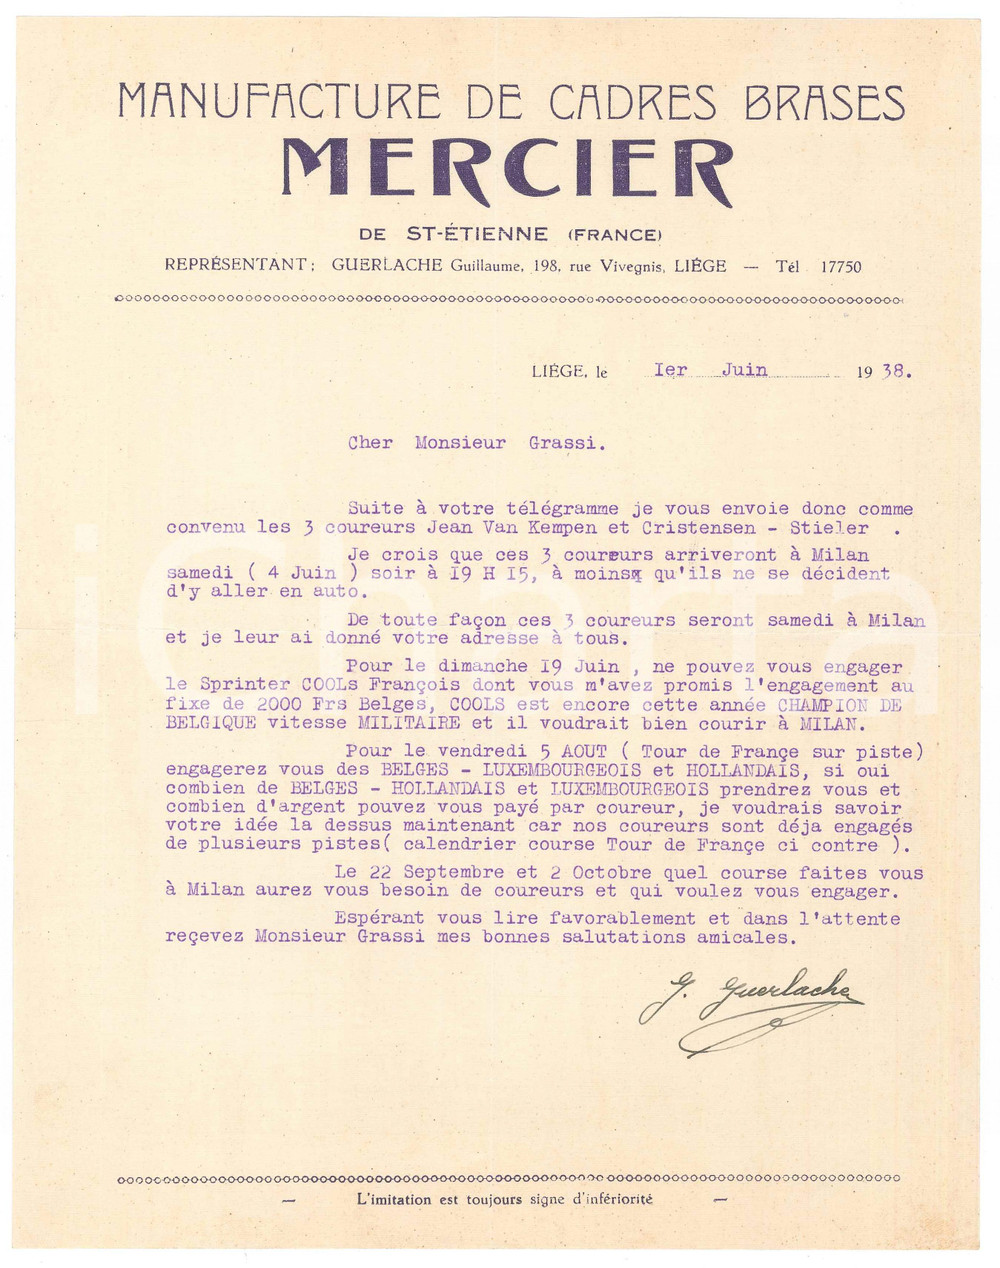 MANUFACTURE DE CADRES BRASES
MERCIER
DE ST-ÉTIENNE (FRANCE)
REPRÉSENTANT: GUERLACHE Guillaume, 198, rue Vivegnis, LIÉGE — Tél 17750
LIÉGE, le Ier Juin 1938.
Cher Monsieur Grassi.
Suite à votre télégramme je vous envoie donc comme
convenu les 3 coureurs Jean Van Kempen et Cristensen - Stieler .
Je crois que ces 3 coureurs arriveront à Milan
samedi ( 4 Juin ) soir à 19 H 15, à moinsx qu'ils ne se décident
d'y aller en auto.
De toute façon ces 3 coureurs seront samedi à Milan
et je leur ai donné votre adresse à tous.
Pour le dimanche 19 Juin , ne pouvez vous engager
le Sprinter COOLs François dont vous m'avez promis l'engagement au
fixe de 2000 Frs Belges, COOLS est encore cette année CHAMPION DE
BELGIQUE vitesse MILITAIRE et il voudrait bien courir à MILAN.
Pour le vendredi 5 AOUT ( Tour de Françe sur piste)
engagerez vous des BELGES - LUXEMBOURGEOIS et HOLLANDAIS, si oui
combien de BELGES - HOLLANDAIS et LUXEMBOURGEOIS prendrez vous et
combien d'argent pouvez vous payé par coureur, je voudrais savoir
votre idée la dessus maintenant car nos coureurs sont déja engagés
de plusieurs pistes( calendrier course Tour de Françe ci contre ).
Le 22 Septembre et 2 Octobre quel course faites vous
à Milan aurez vous besoin de coureurs et qui voulez vous engager.
Espérant vous lire favorablement et dans l'attente
reçevez Monsieur Grassi mes bonnes salutations amicales.
G. Guerlache
— L'imitation est toujours signe d'infériorité —
iCharta